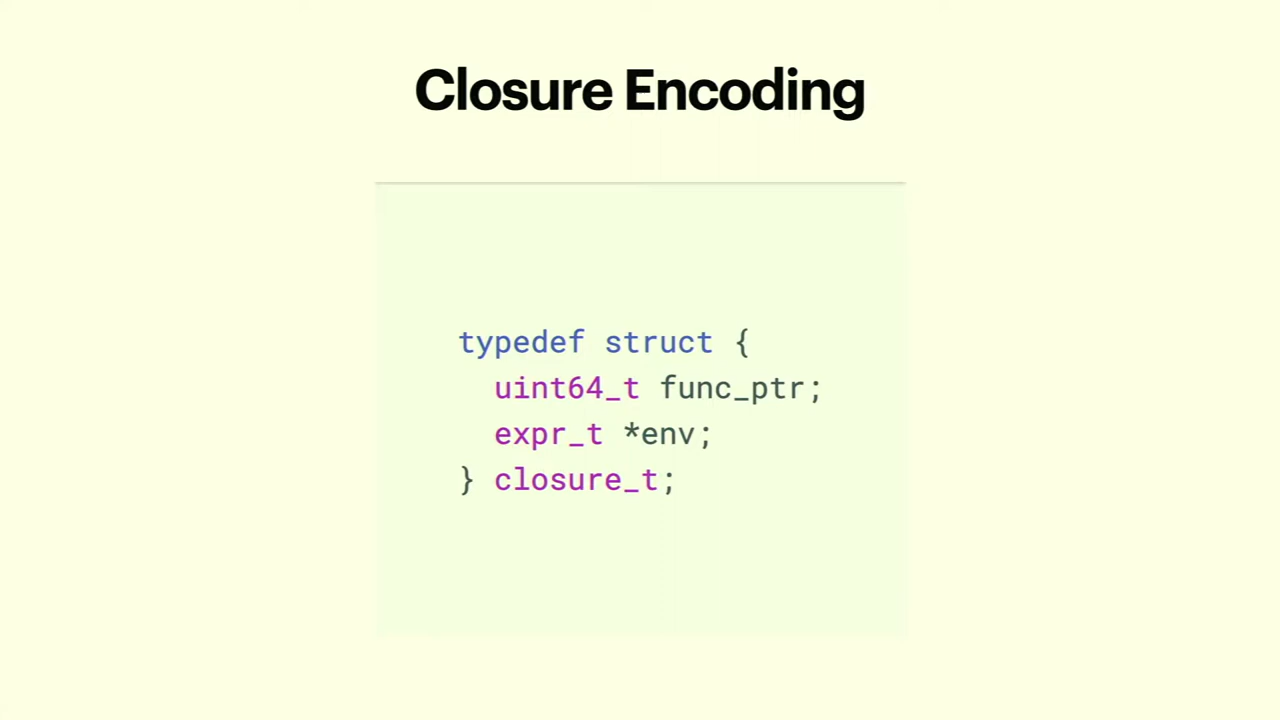 Closure Encoding
typedef struct {
  uint64_t func_ptr;
  expr_t *env;
} closure_t;